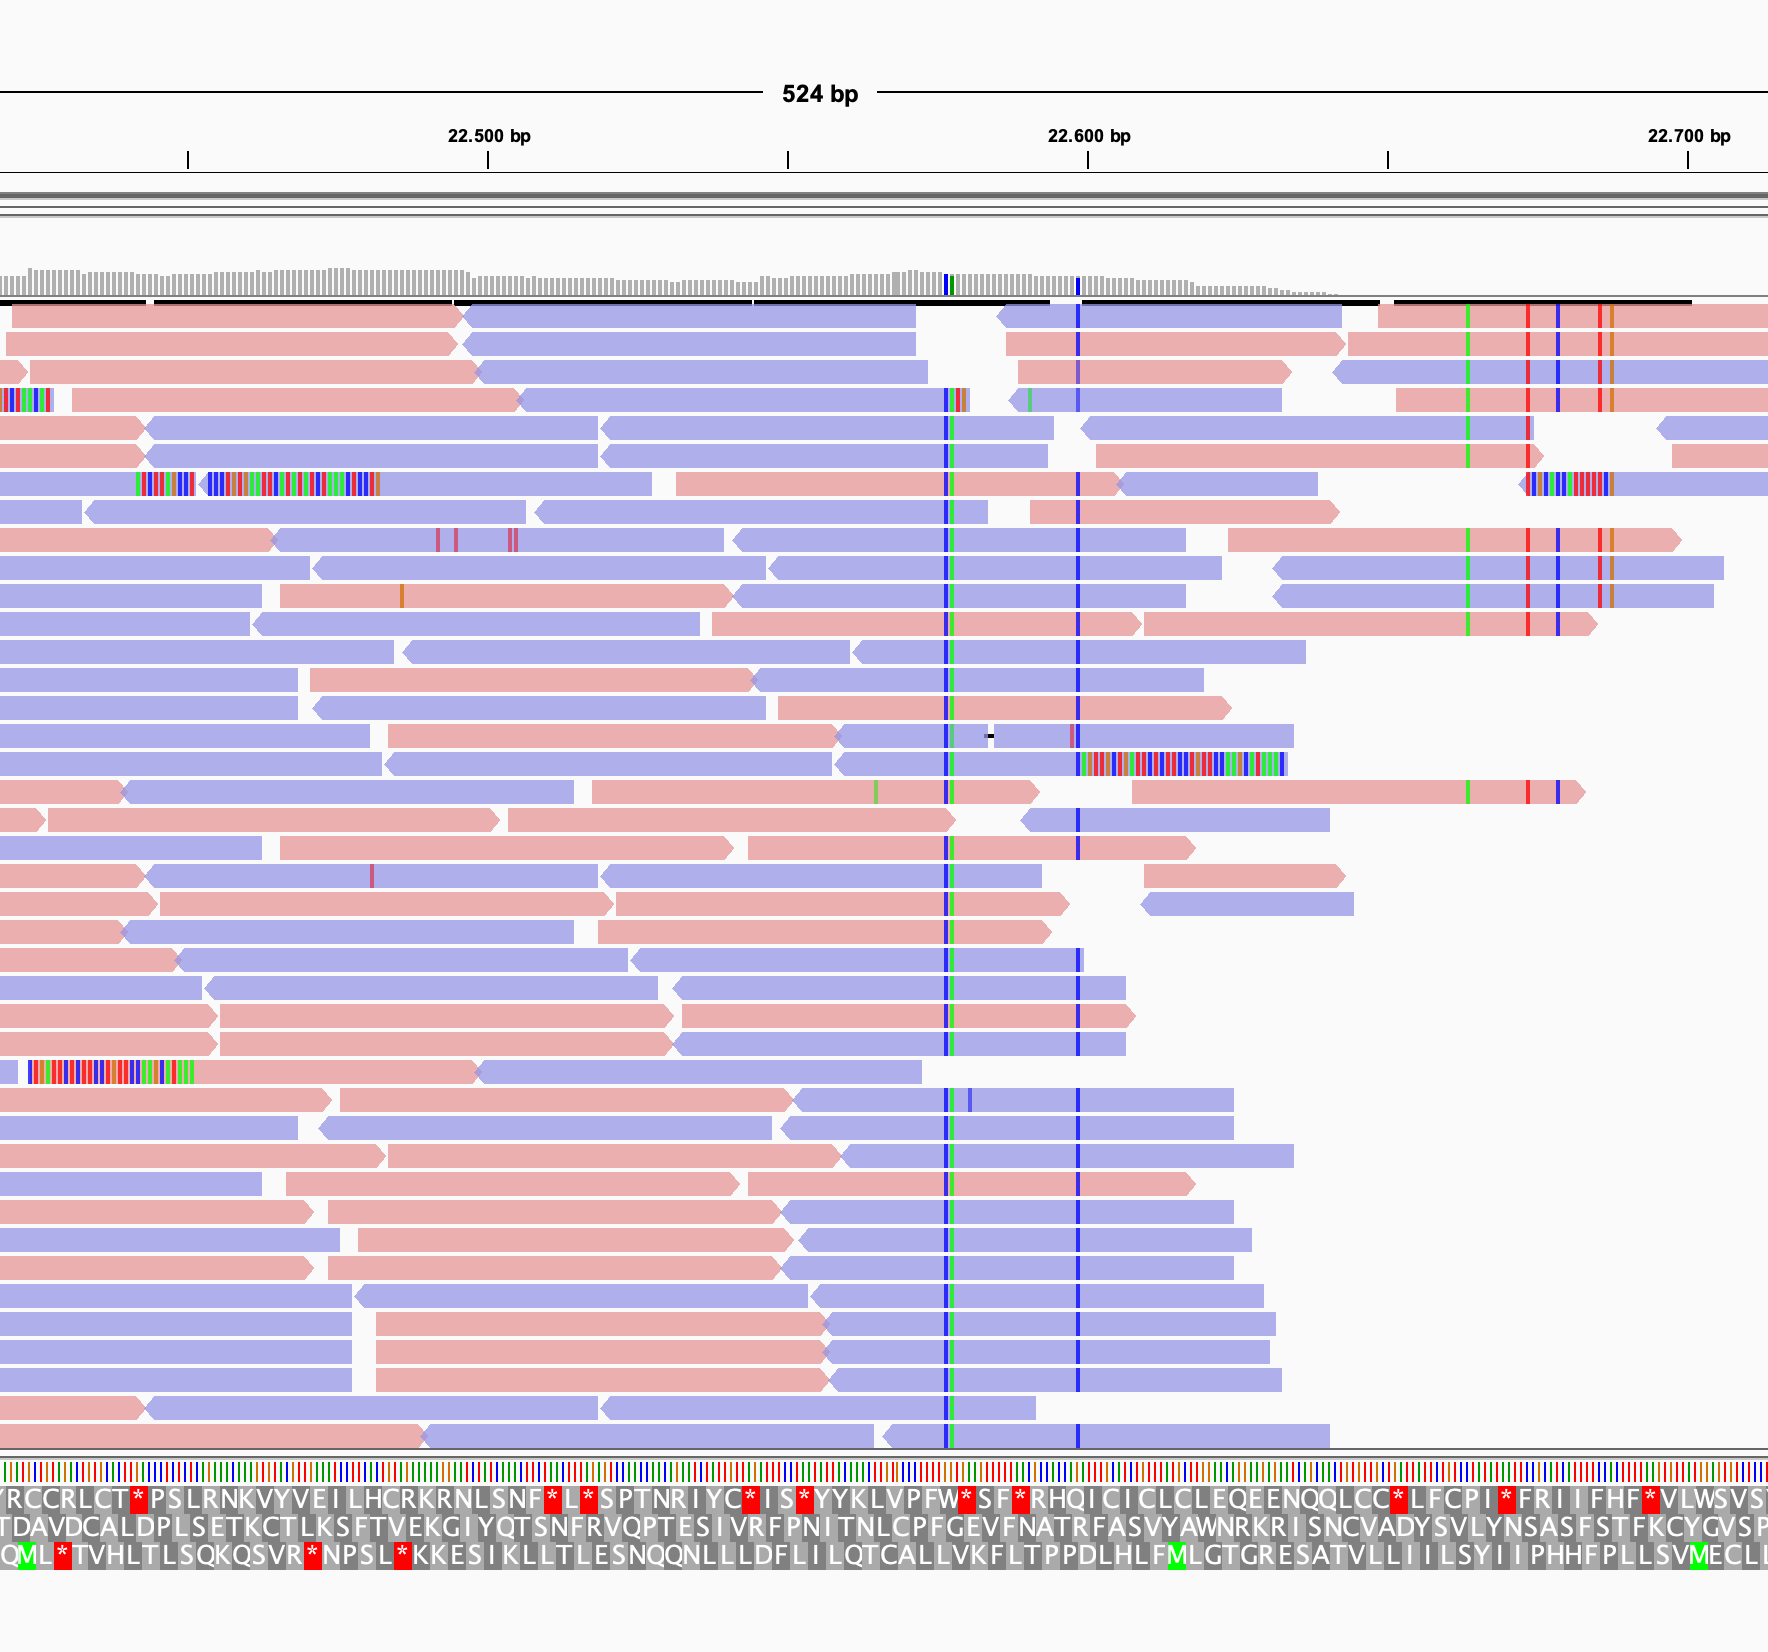 524 bp
22.500 bp 22.600 bp 22.700 bp
YRCCRLCT*PSLRNKVYVEILHCRKRNLSNF*L*SPTNRIYC*IS*YYKLVPFW*SF*RHQICICLCLEQEENQQLCC*LFCPI*FRIIFHF*VLWSVS
TDAVDCALDPLSETKCTLKSFTVEKGIYQTSNFRVQPTESIVRFPNITNLCPFGEVFNATRFASVYAWNRKRISNCVADYSVLYNSASFSTFKCYGVSP
QML*TVHLTLSQKQSVR*NPSL*KKESIKLLTLESNQQNLLLDFLILQTCALLVKFLTPPDLHLFMLGTGRESATVLLIILSYIIPHHFPLLSVMECLL